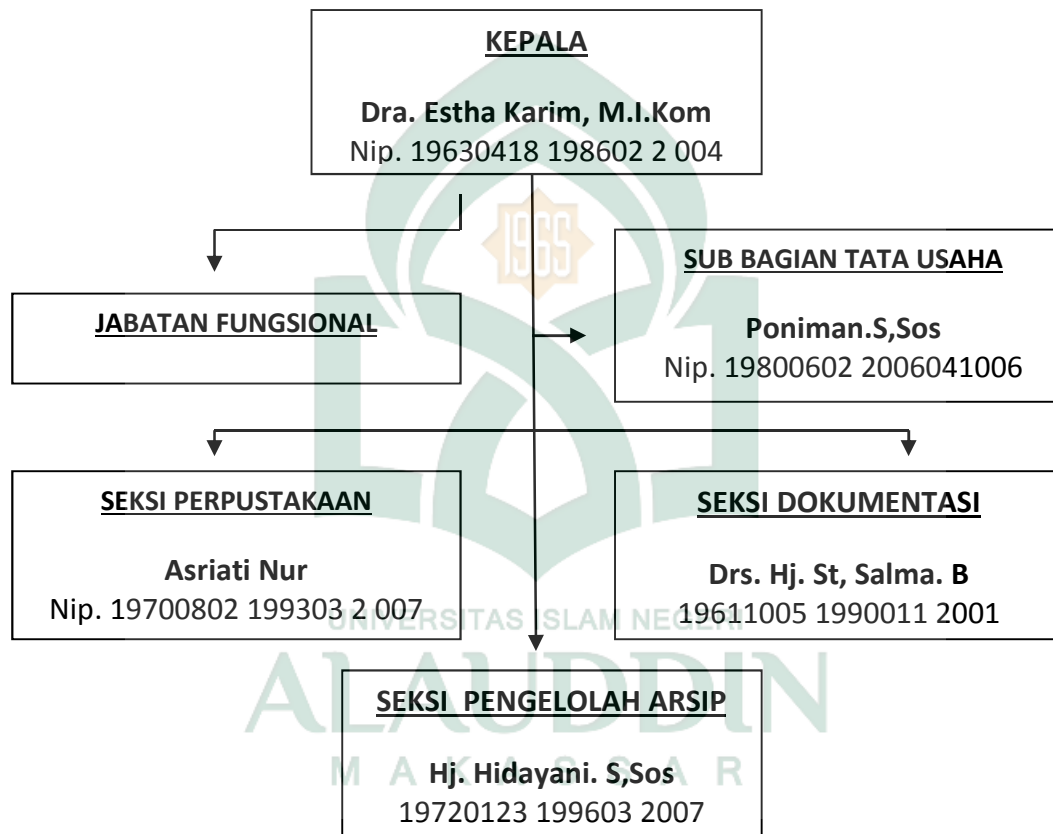 KEPALA
Dra. Estha Karim, M.I.Kom
Nip. 19630418 198602 2 004
1965
SUB BAGIAN TATA USAHA
Poniman.S,Sos
Nip. 19800602 2006041006
JABATAN FUNGSIONAL
SEKSI PERPUSTAKAAN
Asriati Nur
Nip. 19700802 199303 2 007
SEKSI DOKUMENTASI
Drs. Hj. St, Salma. B
19611005 1990011 2001
UNIVERSITAS ISLAM NEGERI
ALAUDDIN
MAKASSAR
SEKSI PENGELOLAH ARSIP
Hj. Hidayani. S,Sos
19720123 199603 2007